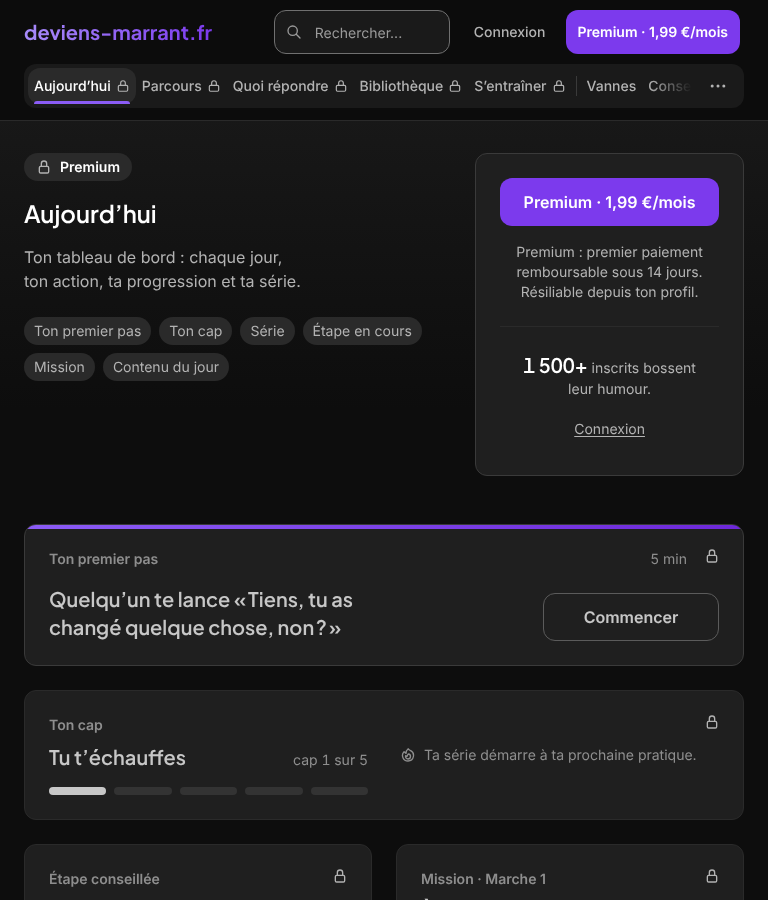 deviens-marrant.fr
Rechercher...
Connexion
Premium · 1,99 €/mois
Aujourd’hui
Parcours
Quoi répondre
Bibliothèque
S’entraîner
Vannes
Premium
Aujourd’hui
Ton tableau de bord : chaque jour,
ton action, ta progression et ta série.
Ton premier pas
Ton cap
Série
Étape en cours
Mission
Contenu du jour
Premium · 1,99 €/mois
Premium : premier paiement
remboursable sous 14 jours.
Résiliable depuis ton profil.
1 500+ inscrits bossent
leur humour.
Connexion
Ton premier pas
5 min
Quelqu’un te lance « Tiens, tu as
changé quelque chose, non ? »
Commencer
Ton cap
Tu t’échauffes
cap 1 sur 5
Ta série démarre à ta prochaine pratique.
Étape conseillée
Mission · Marche 1